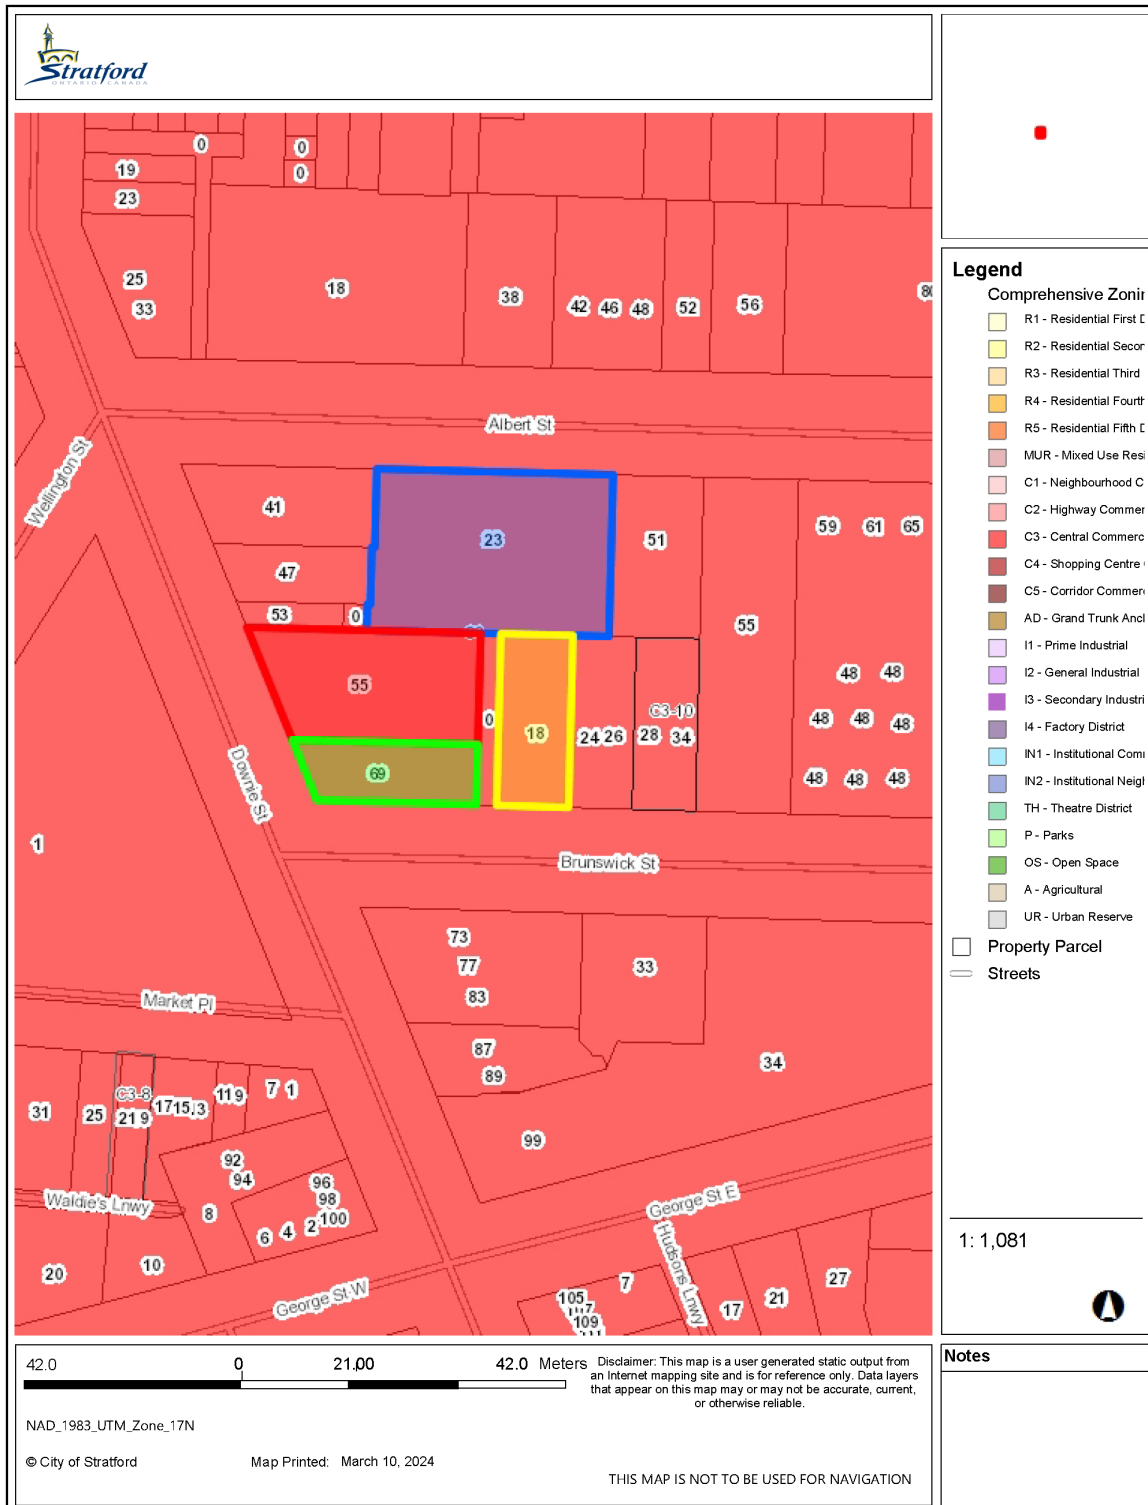 Stratford
ONTARIO CANADA
0
0
19
0
23
25
18
33
38
42
46
48
52
56
80
Albert St
Wellington St
41
23
51
59
61
65
47
53
0
55
55
48
48
0
C3-10
18
24
26
28
34
48
48
48
69
48
48
48
Downie St
1
Brunswick St
73
77
33
83
Market Pl
87
34
89
C3-8
31
25
21
9
17
15
13
11
9
7
1
99
92
94
96
98
Waldie's Lnwy
8
2
100
6
4
George St E
Hudsons Lnwy
20
10
George St W
7
27
105
21
17
109
Legend
Comprehensive Zonin
R1 - Residential First D
R2 - Residential Secon
R3 - Residential Third
R4 - Residential Fourth
R5 - Residential Fifth D
MUR - Mixed Use Resi
C1 - Neighbourhood C
C2 - Highway Commer
C3 - Central Commerc
C4 - Shopping Centre
C5 - Corridor Commerc
AD - Grand Trunk Anci
I1 - Prime Industrial
I2 - General Industrial
I3 - Secondary Industri
I4 - Factory District
IN1 - Institutional Com
IN2 - Institutional Neigh
TH - Theatre District
P - Parks
OS - Open Space
A - Agricultural
UR - Urban Reserve
Property Parcel
Streets
1: 1,081
42.0
0
21.00
42.0 Meters
Disclaimer: This map is a user generated static output from
an Internet mapping site and is for reference only. Data layers
that appear on this map may or may not be accurate, current,
or otherwise reliable.
NAD_1983_UTM_Zone_17N
© City of Stratford
Map Printed: March 10, 2024
THIS MAP IS NOT TO BE USED FOR NAVIGATION
Notes